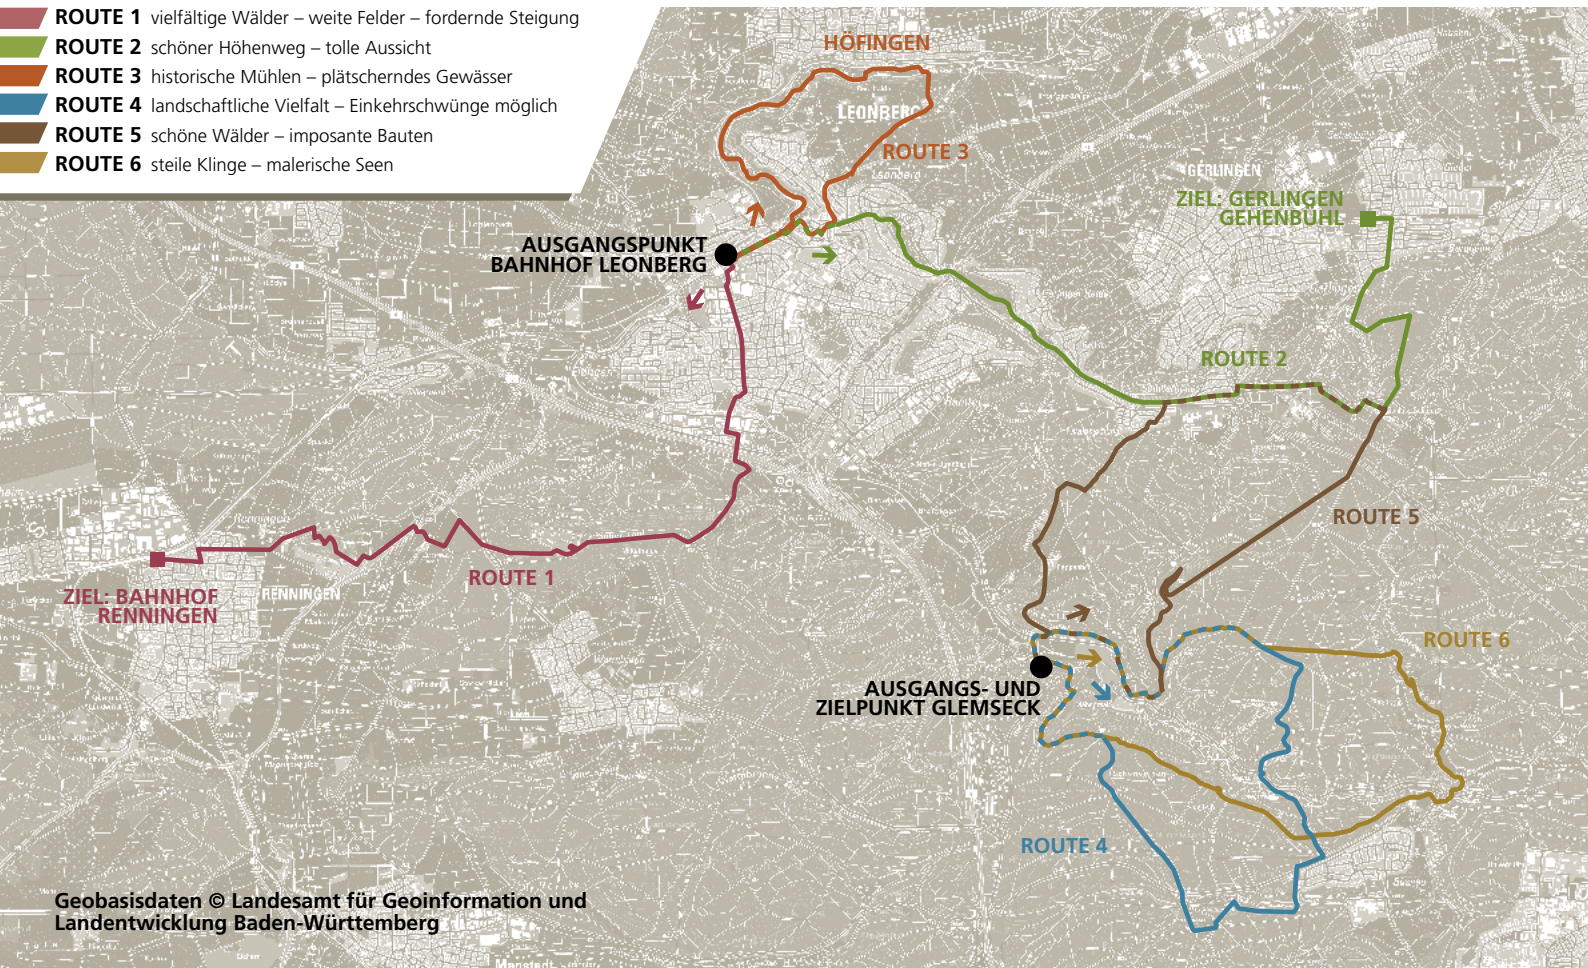 ROUTE 1 vielfältige Wälder – weite Felder – fordernde Steigung
ROUTE 2 schöner Höhenweg – tolle Aussicht
ROUTE 3 historische Mühlen – plätscherndes Gewässer
ROUTE 4 landschaftliche Vielfalt – Einkehrschwünge möglich
ROUTE 5 schöne Wälder – imposante Bauten
ROUTE 6 steile Klinge – malerische Seen
HÖFINGEN
LEONBERG
ROUTE 3
Leonberg
GERLINGEN
ZIEL: GERLINGEN
GEHENBÜHL
AUSGANGSPUNKT
BAHNHOF LEONBERG
ROUTE 2
ROUTE 5
Renningen
ROUTE 1
ZIEL: BAHNHOF
RENNINGEN
RENNINGEN
ROUTE 6
AUSGANGS- UND
ZIELPUNKT GLEMSECK
ROUTE 4
Geobasisdaten © Landesamt für Geoinformation und
Landentwicklung Baden-Württemberg